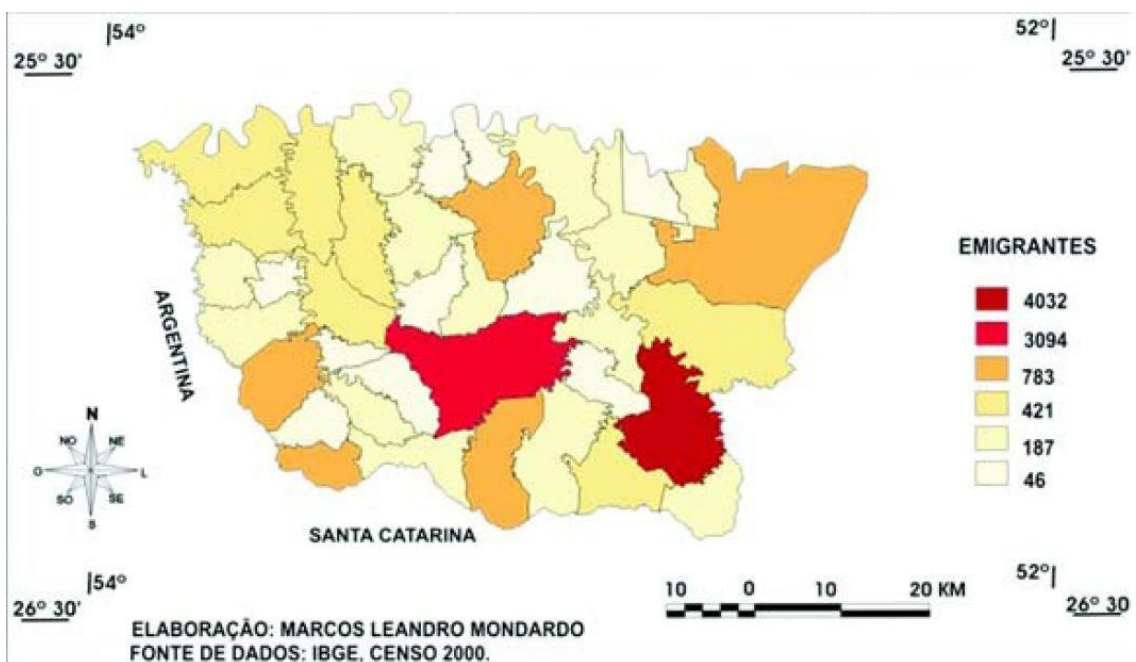 54º
52º
25º 30'
25º 30'
EMIGRANTES
4032
3094
783
421
187
46
ARGENTINA
N
NO
NE
O
L
SO
SE
S
SANTA CATARINA
10 0 10 20 KM
54º
52º
26º 30'
26º 30'
ELABORAÇÃO: MARCOS LEANDRO MONDARDO
FONTE DE DADOS: IBGE, CENSO 2000.